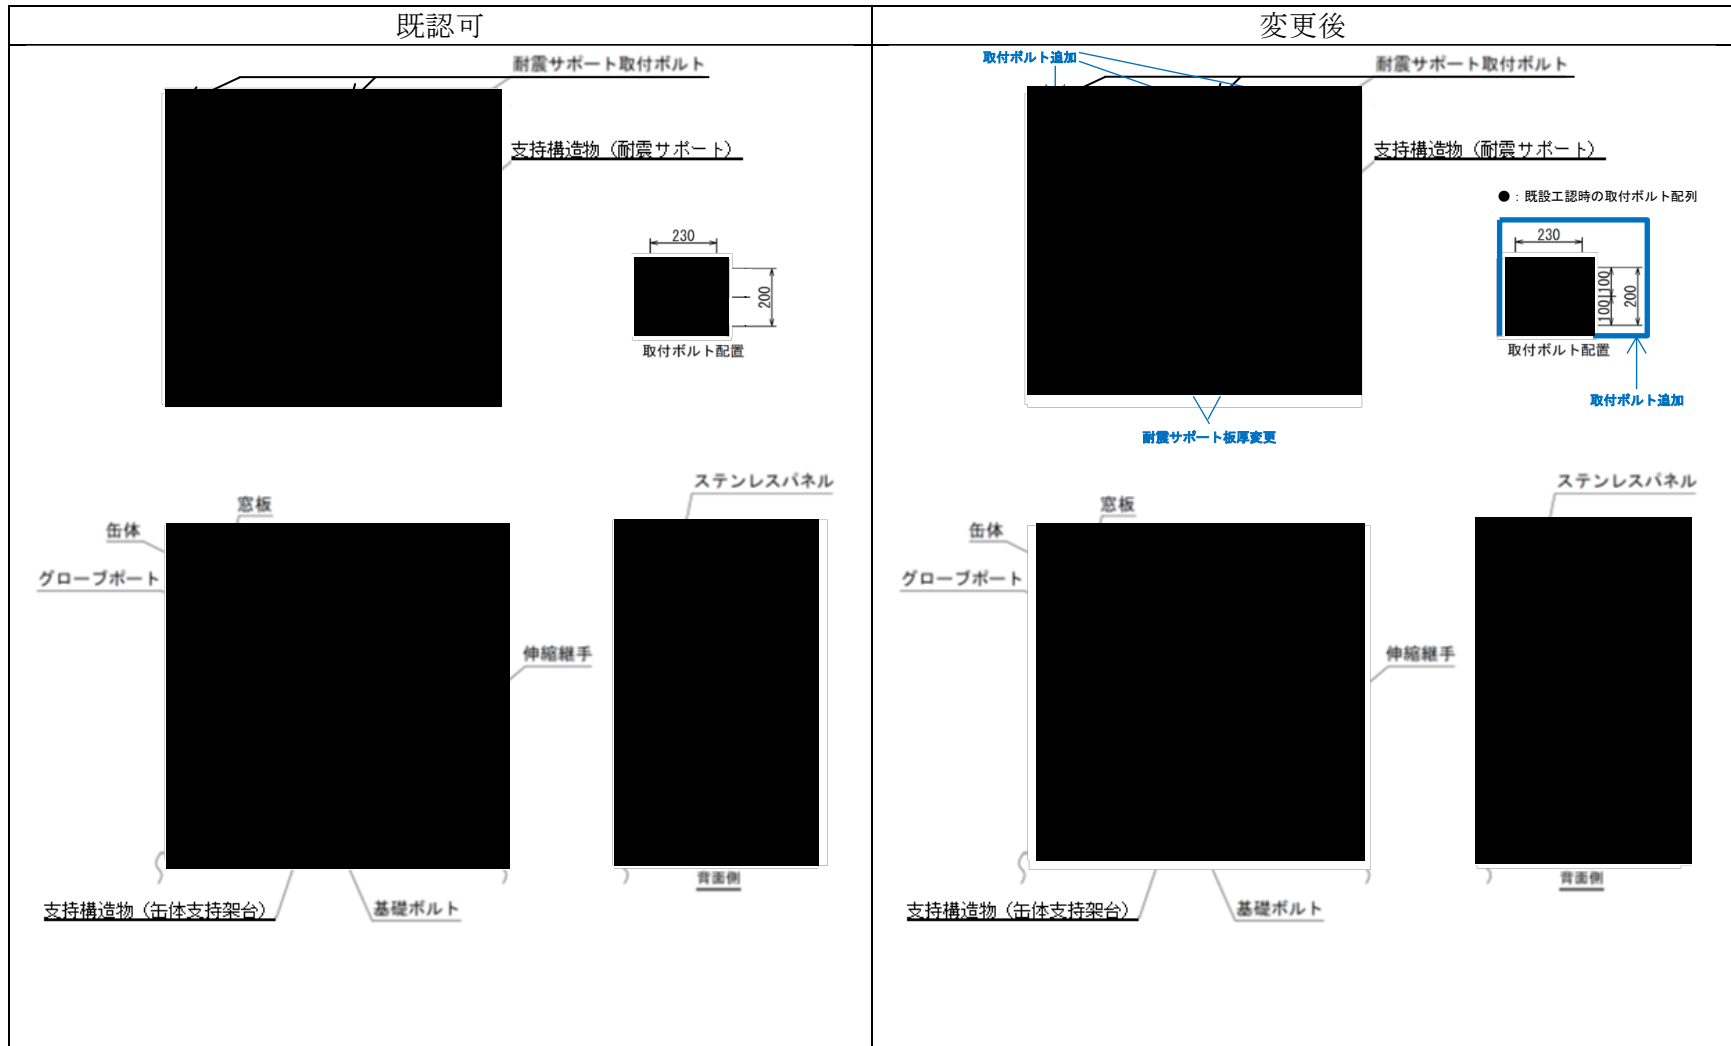 既認可
耐震サポート取付ボルト
支持構造物（耐震サポート）
230
200
取付ボルト配置
ステンレスパネル
窓板
缶体
グローブポート
伸縮継手
背面側
支持構造物（缶体支持架台）
基礎ボルト
変更後
取付ボルト追加
耐震サポート取付ボルト
支持構造物（耐震サポート）
●：既設工認時の取付ボルト配列
230
100
100
200
取付ボルト配置
取付ボルト追加
耐震サポート板厚変更
ステンレスパネル
窓板
缶体
グローブポート
伸縮継手
背面側
支持構造物（缶体支持架台）
基礎ボルト